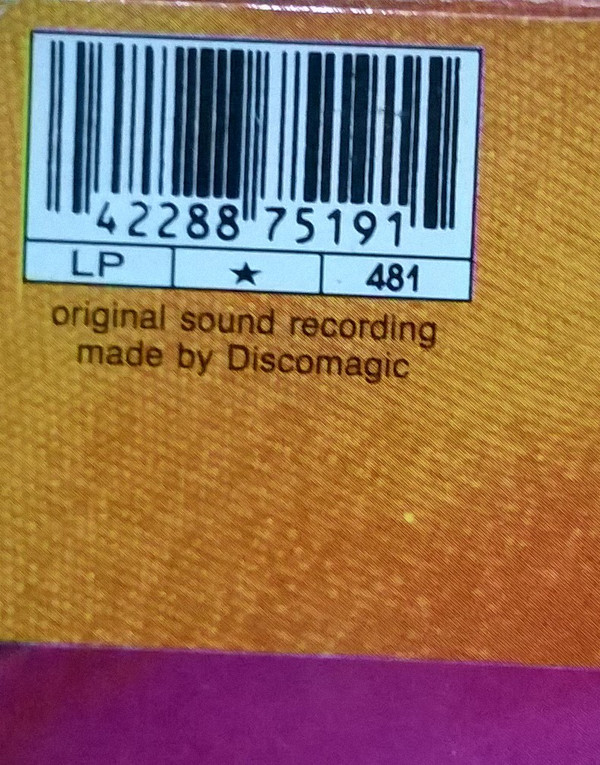 42288 75191
LP ★ 481
original sound recording
made by Discomagic